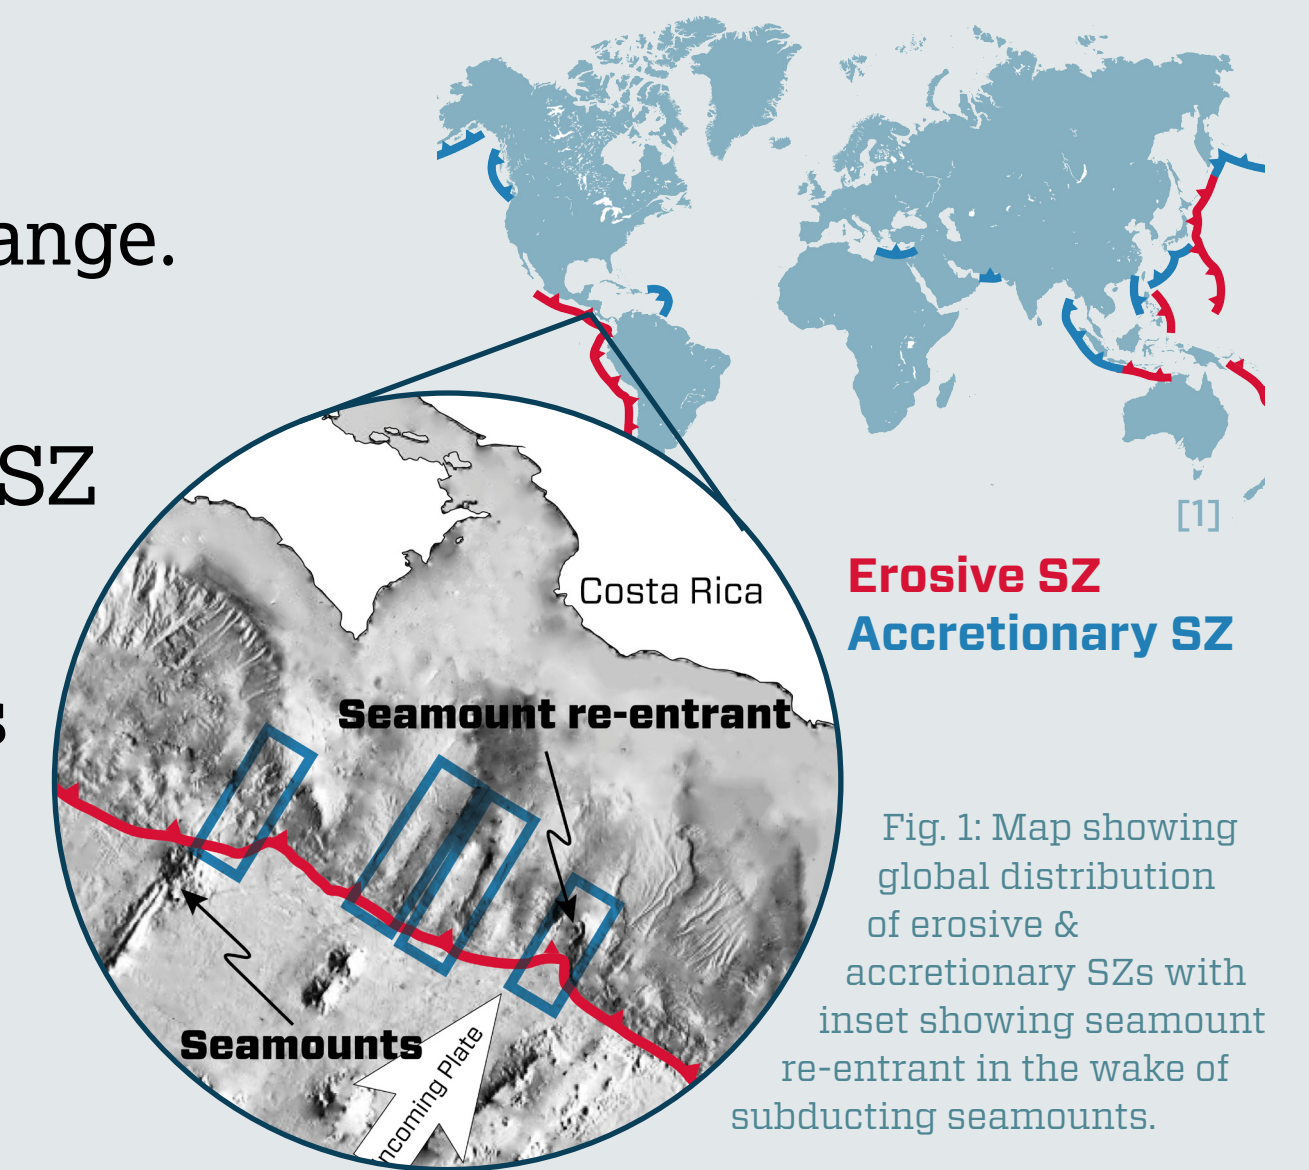 ange.
SZ
s
[1]
Erosive SZ
Accretionary SZ
Costa Rica
Seamount re-entrant
Seamounts
ncoming Plate
Fig. 1: Map showing
global distribution
of erosive &
accretionary SZs with
inset showing seamount
re-entrant in the wake of
subducting seamounts.